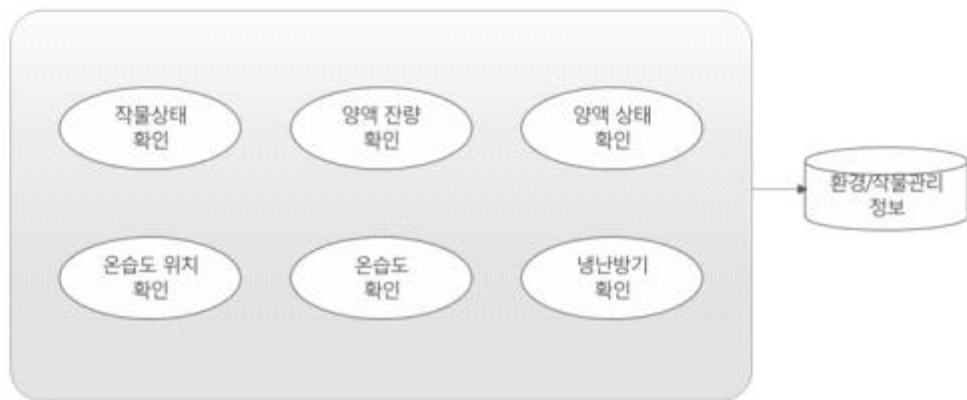 작물상태
확인
양액 잔량
확인
양액 상태
확인
환경/작물관리
정보
온습도 위치
확인
온습도
확인
냉난방기
확인